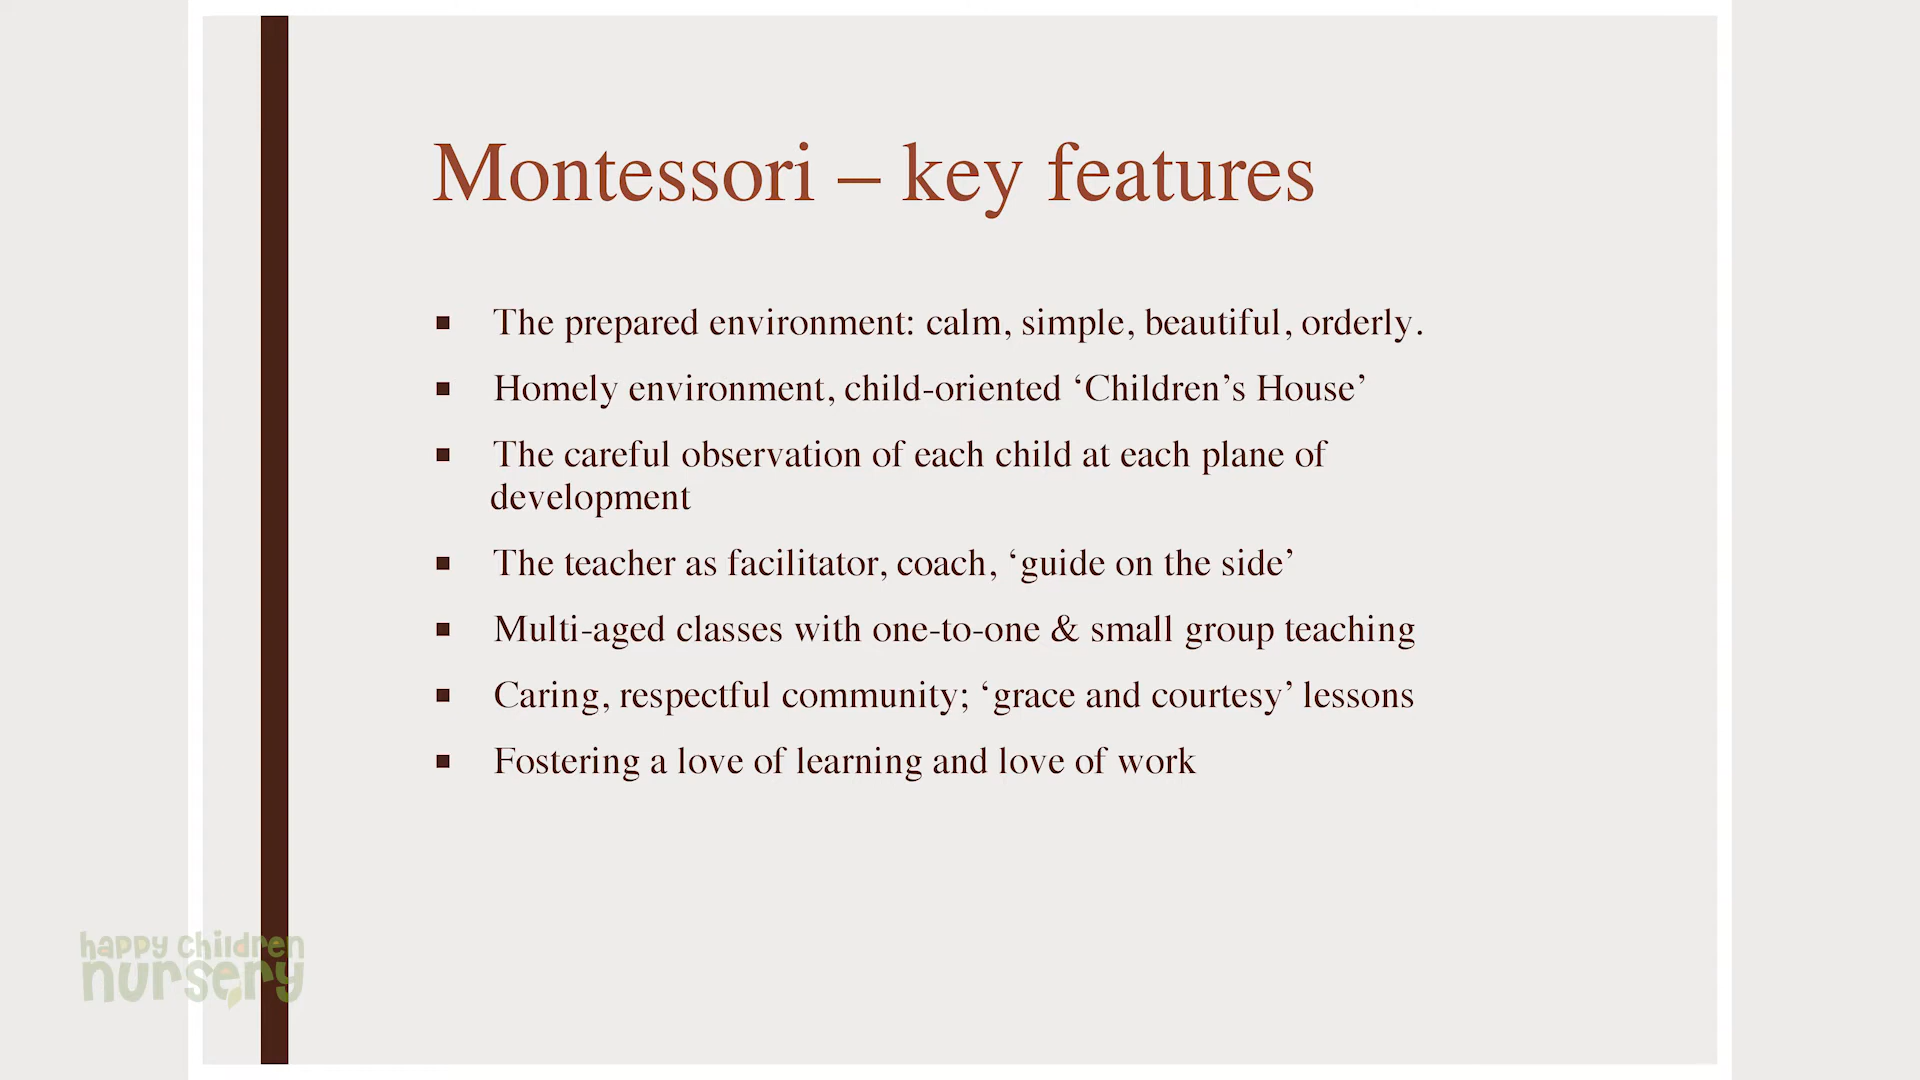 Montessori – key features
▪ The prepared environment: calm, simple, beautiful, orderly.
▪ Homely environment, child-oriented ‘Children’s House’
▪ The careful observation of each child at each plane of
development
▪ The teacher as facilitator, coach, ‘guide on the side’
▪ Multi-aged classes with one-to-one & small group teaching
▪ Caring, respectful community; ‘grace and courtesy’ lessons
▪ Fostering a love of learning and love of work
happy children
nursery